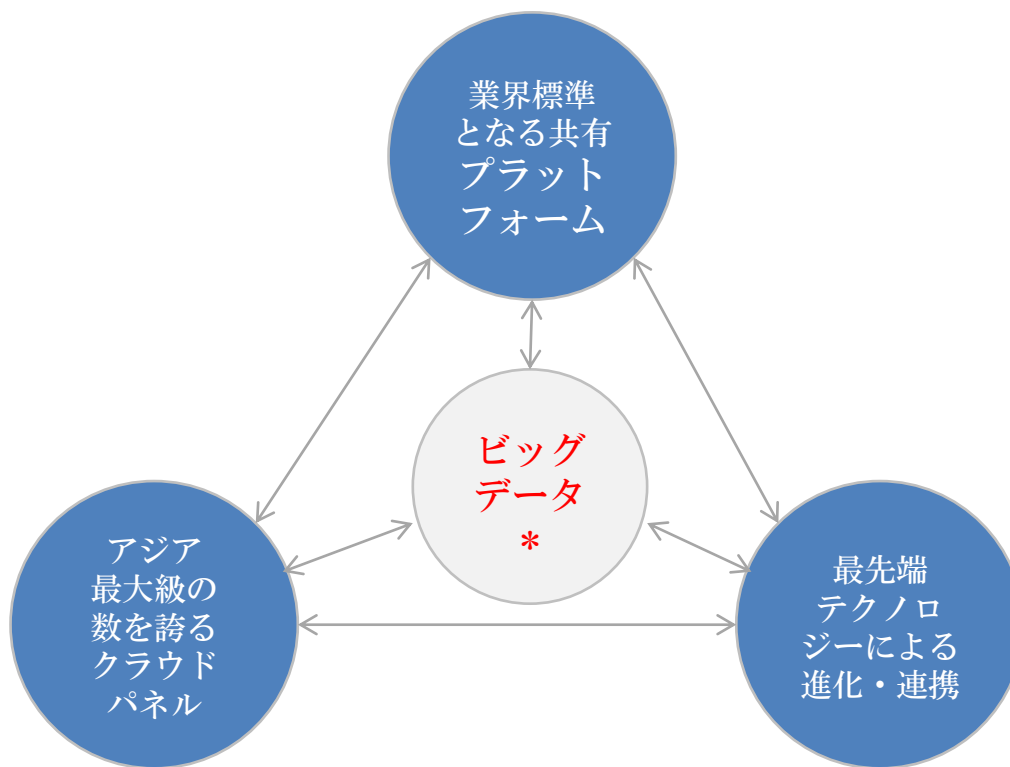 業界標準
となる共有
プラット
フォーム
ビッグ
データ
*
アジア
最大級の
数を誇る
クラウド
パネル
最先端
テクノロ
ジーによる
進化・連携